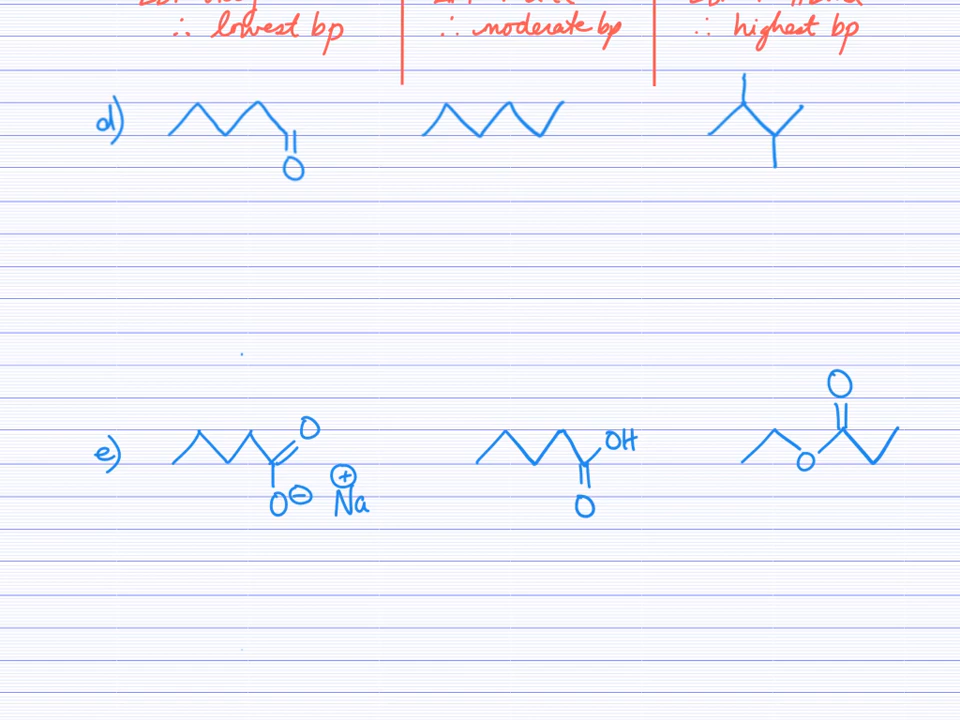 ∴ lowest bp ∴ moderate bp ∴ highest bp
d)
O
O
e) O OH O
O⊖ ⊕ Na O